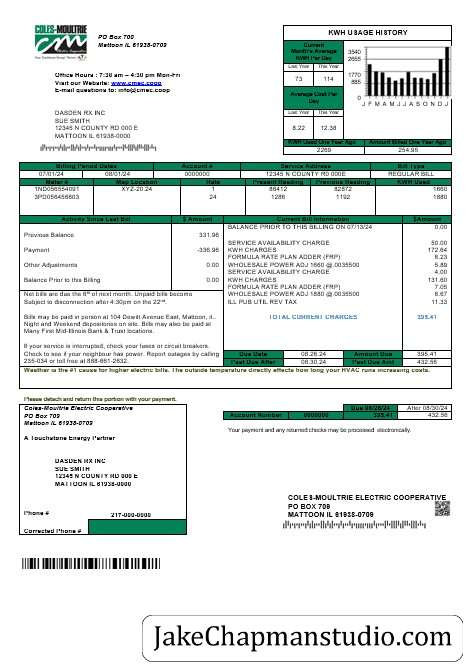 COLES-MOULTRIE
cm
PO Box 709
Mattoon IL 61938-0709
Office Hours : 7:30 am – 4:30 pm Mon-Fri
Visit our Website: www.cmec.coop
E-mail questions to: info@cmec.coop
DASDEN RX INC
SUE SMITH
12345 N COUNTY RD 000 E
MATTOON IL 61938-0000
KWH USAGE HISTORY
Current Month's Average KWH Per Day
Last Year This Year
73 114
Average Cost Per Day
Last Year This Year
8.22 12.38
3540
2655
1770
885
0
J F M A M J J A S O N D J
KWH Used One Year Ago Amount Billed One Year Ago
2269 254.95
Billing Period Dates Account # Service Address Bill Type
07/01/24 08/01/24 0000000 12345 N COUNTY RD 000E REGULAR BILL
Meter # Map Location Rate Present Reading Previous Reading KWH Used
1ND056554091 XYZ-20.24 1 88412 82872 1660
3PD056456603 24 1286 1192 1880
Activity Since Last Bill $ Amount Current Bill Information $Amount
BALANCE PRIOR TO THIS BILLING ON 07/13/24 0.00
Previous Balance 331.98
SERVICE AVAILABILITY CHARGE 50.00
Payment -336.98 KWH CHARGES 172.64
FORMULA RATE PLAN ADDER (FRP) 6.23
Other Adjustments 0.00 WHOLESALE POWER ADJ 1660 @ .0035500 5.89
SERVICE AVAILABILITY CHARGE 4.00
Balance Prior to this Billing 0.00 KWH CHARGES 131.60
FORMULA RATE PLAN ADDER (FRP) 7.05
WHOLESALE POWER ADJ 1880 @ .0035500 6.67
ILL PUB UTIL REV TAX 11.33
Net bills are due the 6th of next month. Unpaid bills become
Subject to disconnection after 4:30pm on the 22nd.
TOTAL CURRENT CHARGES 395.41
Bills may be paid in person at 104 Dewitt Avenue East, Mattoon, il.
Night and Weekend depositories on site. Bills may also be paid at
Many First Mid-Illinois Bank & Trust locations.
If your service is interrupted, check your fuses or circuit breakers.
Check to see if your neighbour has power. Report outages by calling
235-034 or toll free at 888-661-2632.
Due Date 08.26.24 Amount Due 395.41
Past Due After 08.30.24 Past Due 432.56
Weather is the #1 cause for higher electric bills. The outside temperature directly effects how long your HVAC runs increasing costs.
Please detach and return this portion with your payment.
Coles-Moultrie Electric Cooperative
PO Box 709
Mattoon IL 61938-0709
A Touchstone Energy Partner
DASDEN RX INC
SUE SMITH
12345 N COUNTY RD 000 E
MATTOON IL 61938-0000
Phone # 217-000-0000
Corrected Phone #
Due 08/26/24 After 08/30/24
Account Number 0000000 395.41 432.56
Your payment and any returned checks may be processed electronically.
COLES-MOULTRIE ELECTRIC COOPERATIVE
PO BOX 709
MATTOON IL 61938-0709
JakeChapmanstudio.com